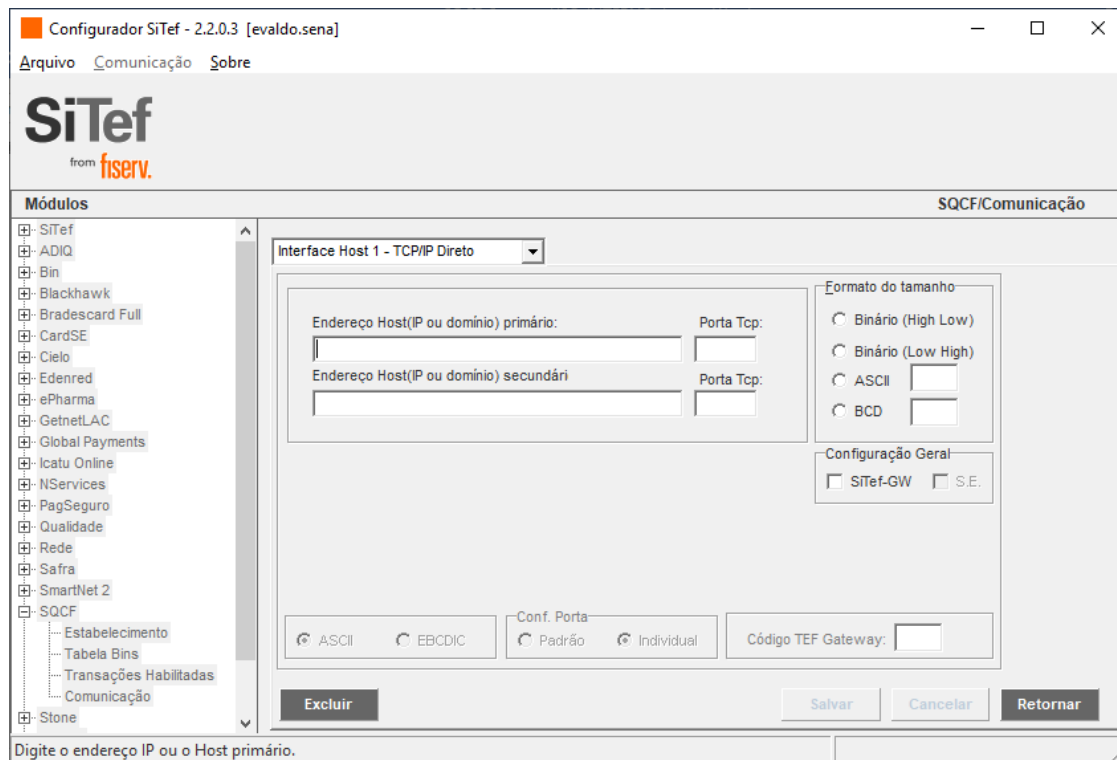 Configurador SiTef - 2.2.0.3 [evaldo.sena]
Arquivo Comunicação Sobre
SiTef
from fiserv.
Módulos
SQCF/Comunicação
SiTef
ADIQ
Bin
Blackhawk
Bradescard Full
CardSE
Cielo
Edenred
ePharma
GetnetLAC
Global Payments
Icatu Online
NServices
PagSeguro
Qualidade
Rede
Safra
SmartNet 2
SQCF
Estabelecimento
Tabela Bins
Transações Habilitadas
Comunicação
Stone
Interface Host 1 - TCP/IP Direto
Endereço Host(IP ou domínio) primário:
Porta Tcp:
Endereço Host(IP ou domínio) secundári
Porta Tcp:
Formato do tamanho
Binário (High Low)
Binário (Low High)
ASCII
BCD
Configuração Geral
SiTef-GW S.E.
ASCII EBCDIC
Conf. Porta
Padrão Individual
Código TEF Gateway:
Excluir
Salvar
Cancelar
Retornar
Digite o endereço IP ou o Host primário.